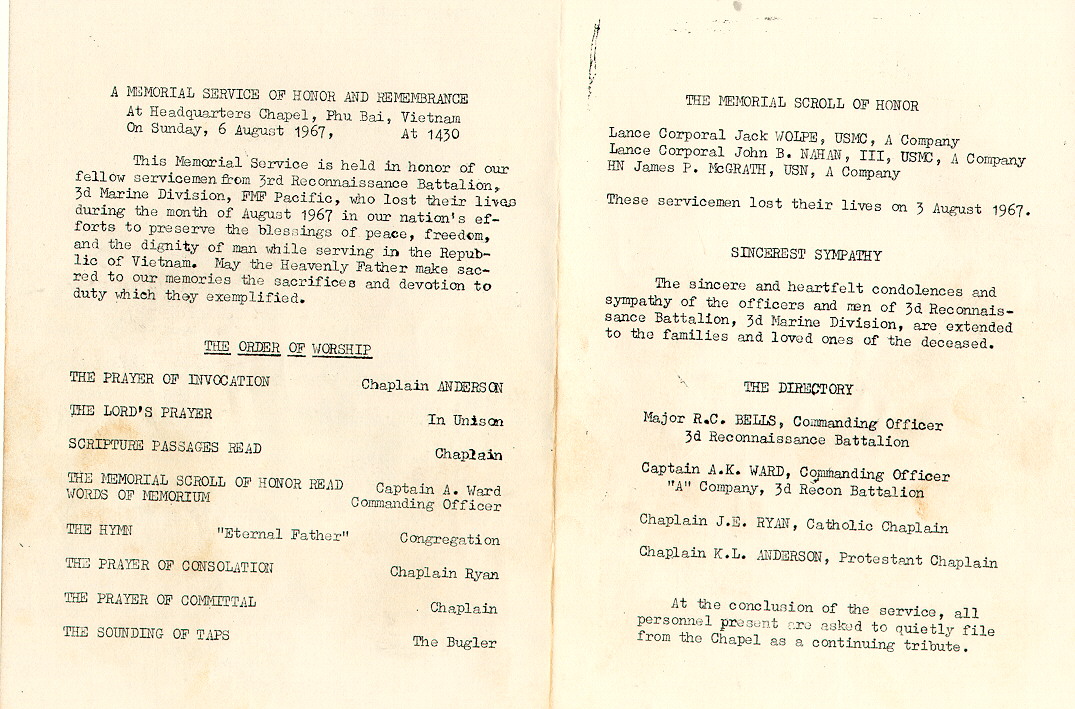 A MEMORIAL SERVICE OF HONOR AND REMEMBRANCE
At Headquarters Chapel, Phu Bai, Vietnam
On Sunday, 6 August 1967, At 1430
This Memorial Service is held in honor of our
fellow servicemen from 3rd Reconnaissance Battalion,
3d Marine Division, FMF Pacific, who lost their lives
during the month of August 1967 in our nation's ef-
forts to preserve the blessings of peace, freedom,
and the dignity of man while serving in the Repub-
lic of Vietnam. May the Heavenly Father make sac-
red to our memories the sacrifices and devotion to
duty which they exemplified.
THE ORDER OF WORSHIP
THE PRAYER OF INVOCATION Chaplain ANDERSON
THE LORD'S PRAYER In Unison
SCRIPTURE PASSAGES READ Chaplain
THE MEMORIAL SCROLL OF HONOR READ Captain A. Ward
WORDS OF MEMORIUM Commanding Officer
THE HYMN "Eternal Father" Congregation
THE PRAYER OF CONSOLATION Chaplain Ryan
THE PRAYER OF COMMITTAL Chaplain
THE SOUNDING OF TAPS The Bugler
THE MEMORIAL SCROLL OF HONOR
Lance Corporal Jack WOLPE, USMC, A Company
Lance Corporal John B. NAHAN, III, USMC, A Company
HN James P. McGRATH, USN, A Company
These servicemen lost their lives on 3 August 1967.
SINCEREST SYMPATHY
The sincere and heartfelt condolences and
sympathy of the officers and men of 3d Reconnais-
sance Battalion, 3d Marine Division, are extended
to the families and loved ones of the deceased.
THE DIRECTORY
Major R.C. BELLS, Commanding Officer
3d Reconnaissance Battalion
Captain A.K. WARD, Commanding Officer
"A" Company, 3d Recon Battalion
Chaplain J.E. RYAN, Catholic Chaplain
Chaplain K.L. ANDERSON, Protestant Chaplain
At the conclusion of the service, all
personnel present are asked to quietly file
from the Chapel as a continuing tribute.